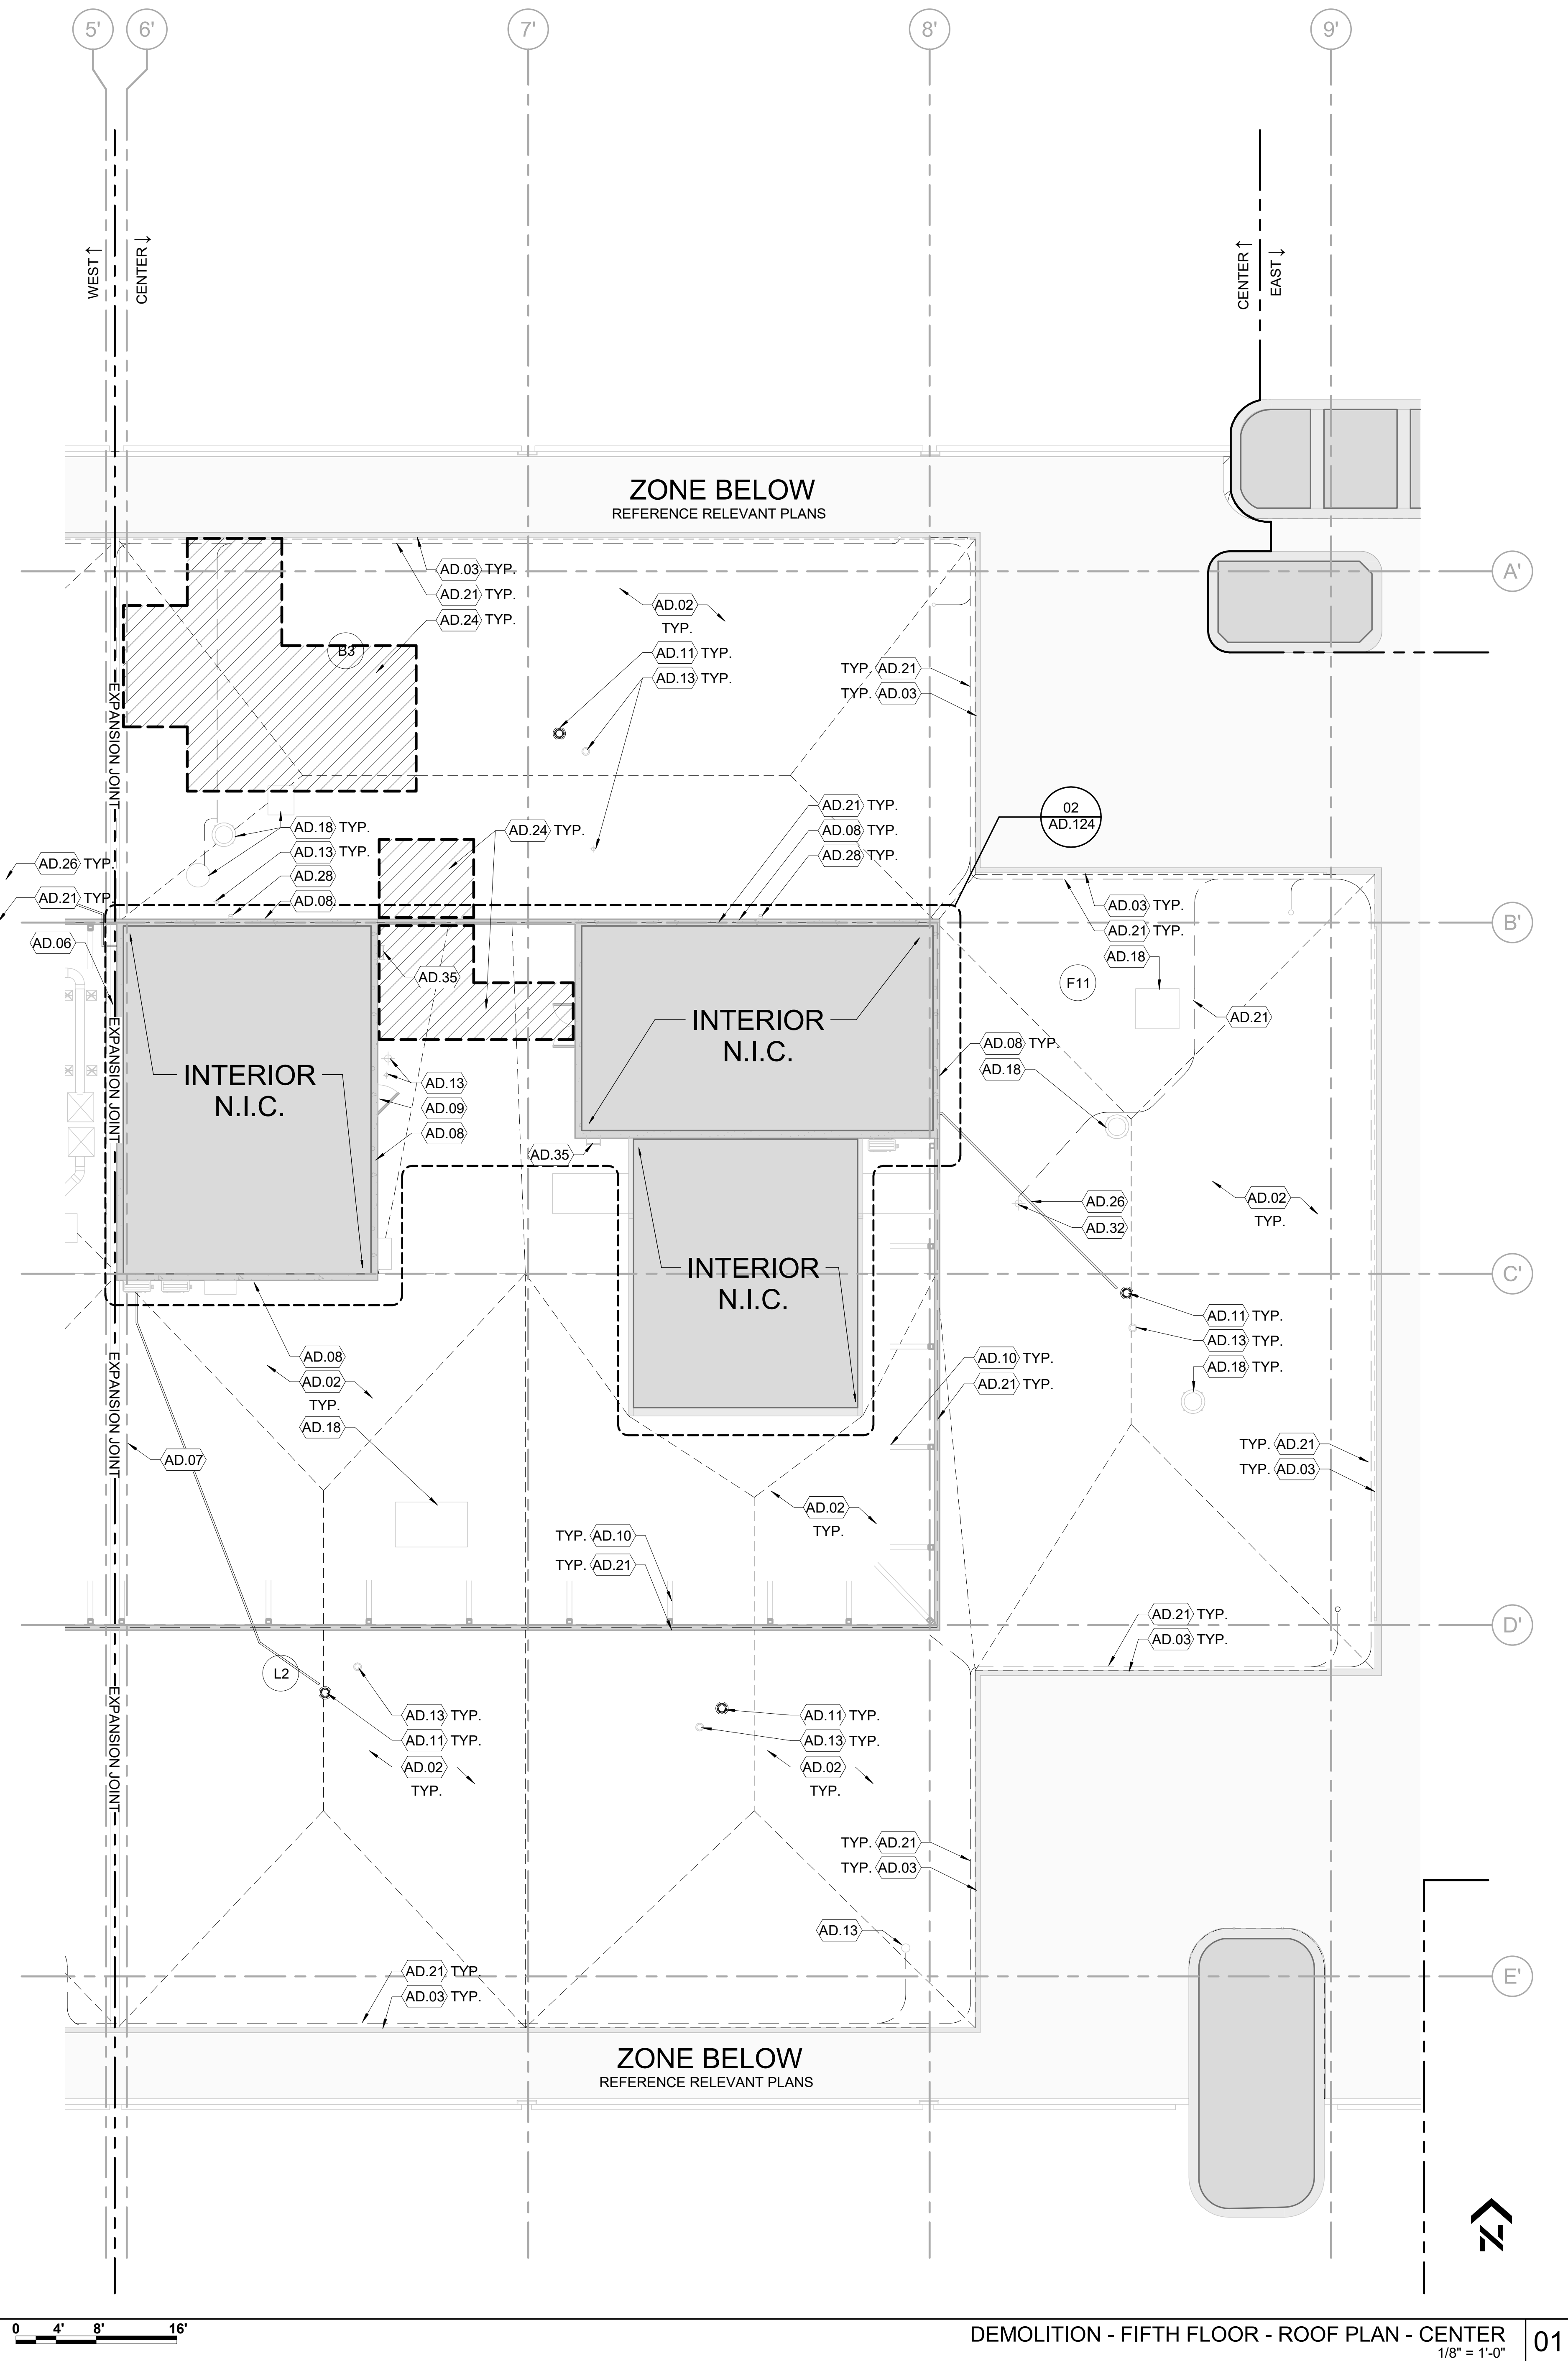 5'
6'
7'
8'
9'
WEST
CENTER
CENTER
EAST
ZONE BELOW
REFERENCE RELEVANT PLANS
AD.03 TYP.
AD.21 TYP.
AD.24 TYP.
A'
AD.02
TYP.
B3
AD.11 TYP.
AD.13 TYP.
TYP. AD.21
TYP. AD.03
EXPANSION JOINT
AD.18 TYP.
AD.13 TYP.
AD.28
AD.08
AD.24 TYP.
AD.21 TYP.
AD.08 TYP.
AD.28 TYP.
02
AD.124
AD.26 TYP.
AD.21 TYP.
AD.06
AD.03 TYP.
AD.21 TYP.
AD.18
B'
AD.35
F11
AD.21
INTERIOR
N.I.C.
INTERIOR
N.I.C.
EXPANSION JOINT
AD.08 TYP.
AD.18
AD.13
AD.09
AD.08
AD.35
AD.26
AD.32
AD.02
TYP.
INTERIOR
N.I.C.
C'
AD.11 TYP.
AD.13 TYP.
AD.18 TYP.
AD.08
AD.02
TYP.
AD.18
AD.10 TYP.
AD.21 TYP.
EXPANSION JOINT
AD.07
TYP. AD.21
TYP. AD.03
AD.02
TYP.
TYP. AD.10
TYP. AD.21
AD.21 TYP.
AD.03 TYP.
D'
L2
EXPANSION JOINT
AD.13 TYP.
AD.11 TYP.
AD.02
TYP.
AD.11 TYP.
AD.13 TYP.
AD.02
TYP.
TYP. AD.21
TYP. AD.03
AD.13
AD.21 TYP.
AD.03 TYP.
E'
ZONE BELOW
REFERENCE RELEVANT PLANS
N
0 4' 8' 16'
DEMOLITION - FIFTH FLOOR - ROOF PLAN - CENTER
1/8" = 1'-0"
01